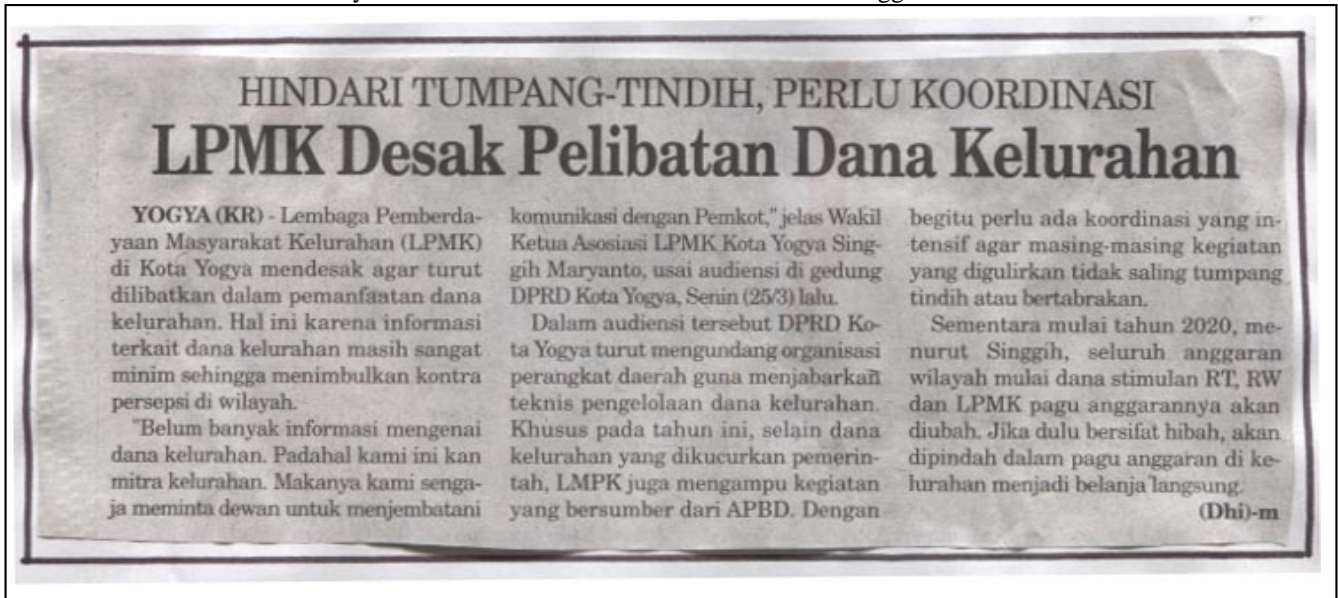 HINDARI TUMPANG-TINDIH, PERLU KOORDINASI
LPMK Desak Pelibatan Dana Kelurahan
YOGYA (KR) - Lembaga Pemberda-
yaan Masyarakat Kelurahan (LPMK)
di Kota Yogya mendesak agar turut
dilibatkan dalam pemanfaatan dana
kelurahan. Hal ini karena informasi
terkait dana kelurahan masih sangat
minim sehingga menimbulkan kontra
persepsi di wilayah.
"Belum banyak informasi mengenai
dana kelurahan. Padahal kami ini kan
mitra kelurahan. Makanya kami senga-
ja meminta dewan untuk menjembatani
komunikasi dengan Pemkot," jelas Wakil
Ketua Asosiasi LPMK Kota Yogya Sing-
gih Maryanto, usai audiensi di gedung
DPRD Kota Yogya, Senin (25/3) lalu.
Dalam audiensi tersebut DPRD Ko-
ta Yogya turut mengundang organisasi
perangkat daerah guna menjabarkan
teknis pengelolaan dana kelurahan.
Khusus pada tahun ini, selain dana
kelurahan yang dikucurkan pemerin-
tah, LMPK juga mengampu kegiatan
yang bersumber dari APBD. Dengan
begitu perlu ada koordinasi yang in-
tensif agar masing-masing kegiatan
yang digulirkan tidak saling tumpang
tindih atau bertabrakan.
Sementara mulai tahun 2020, me-
nurut Singgih, seluruh anggaran
wilayah mulai dana stimulan RT, RW
dan LPMK pagu anggarannya akan
diubah. Jika dulu bersifat hibah, akan
dipindah dalam pagu anggaran di ke-
lurahan menjadi belanja langsung.
(Dhi)-m